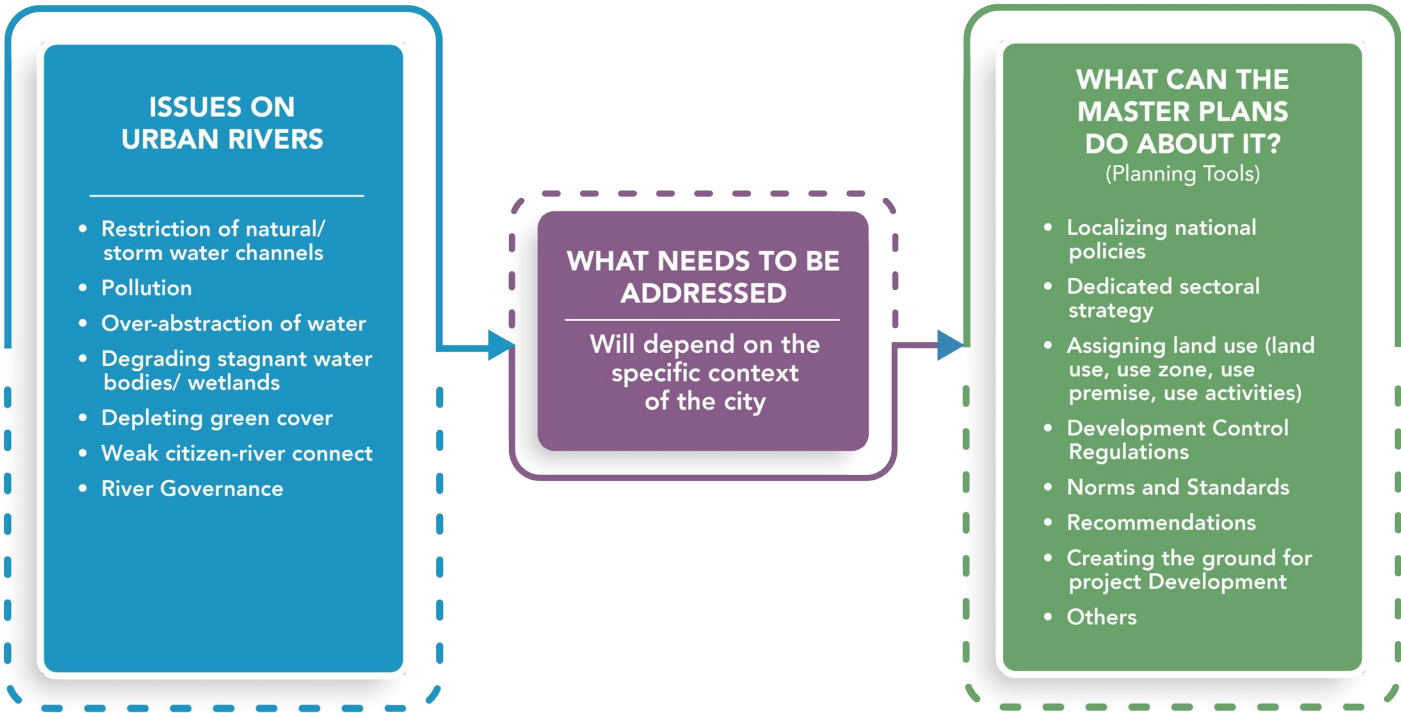 ISSUES ON
URBAN RIVERS
• Restriction of natural/
storm water channels
• Pollution
• Over-abstraction of water
• Degrading stagnant water
bodies/ wetlands
• Depleting green cover
• Weak citizen-river connect
• River Governance
WHAT NEEDS TO BE
ADDRESSED
Will depend on the
specific context
of the city
WHAT CAN THE
MASTER PLANS
DO ABOUT IT?
(Planning Tools)
• Localizing national
policies
• Dedicated sectoral
strategy
• Assigning land use (land
use, use zone, use
premise, use activities)
• Development Control
Regulations
• Norms and Standards
• Recommendations
• Creating the ground for
project Development
• Others